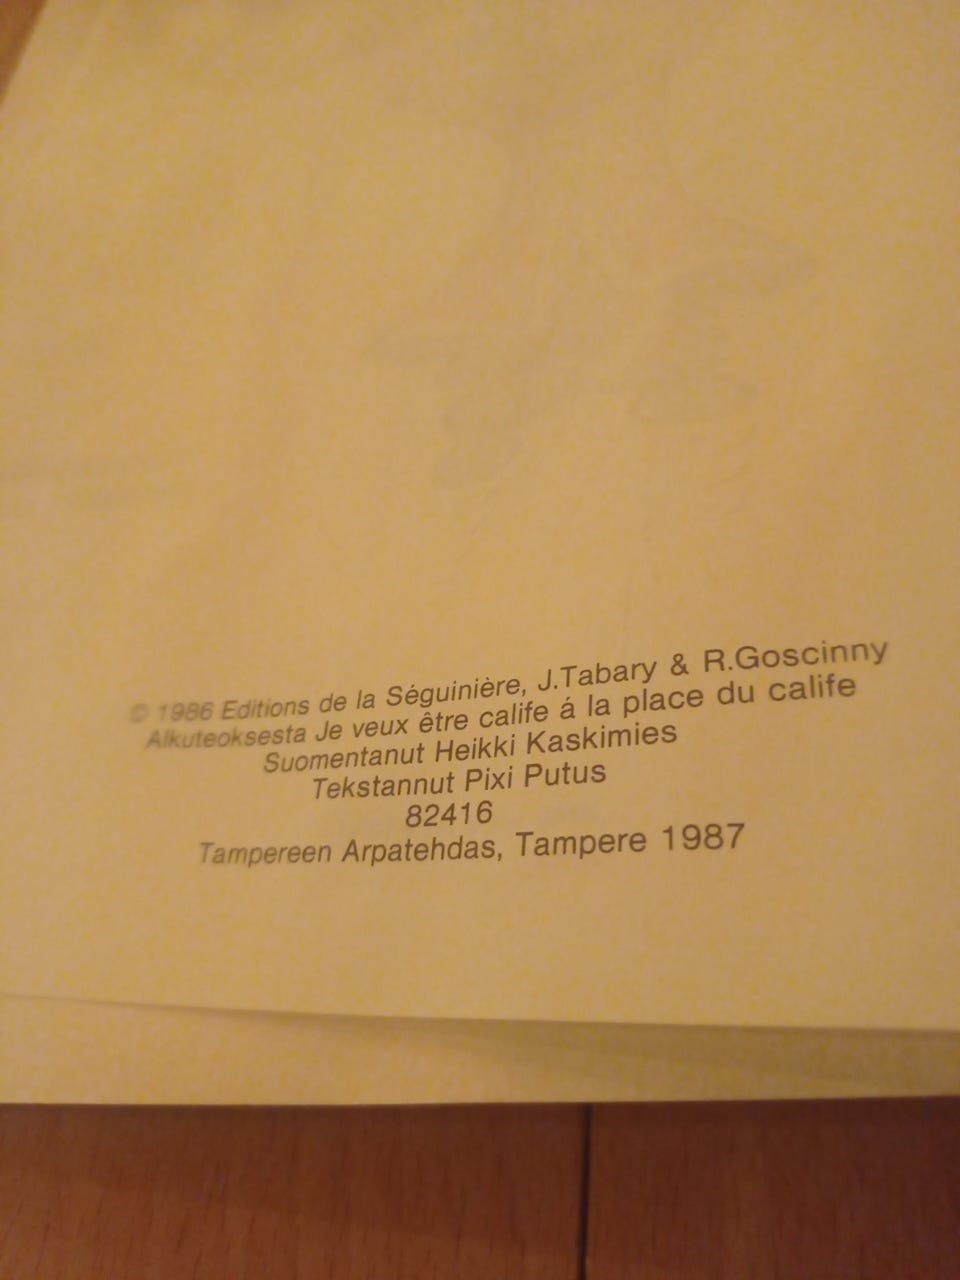 © 1986 Editions de la Séguinière, J.Tabary & R.Goscinny
Alkuteoksesta Je veux être calife á la place du calife
Suomentanut Heikki Kaskimies
Tekstannut Pixi Putus
82416
Tampereen Arpatehdas, Tampere 1987